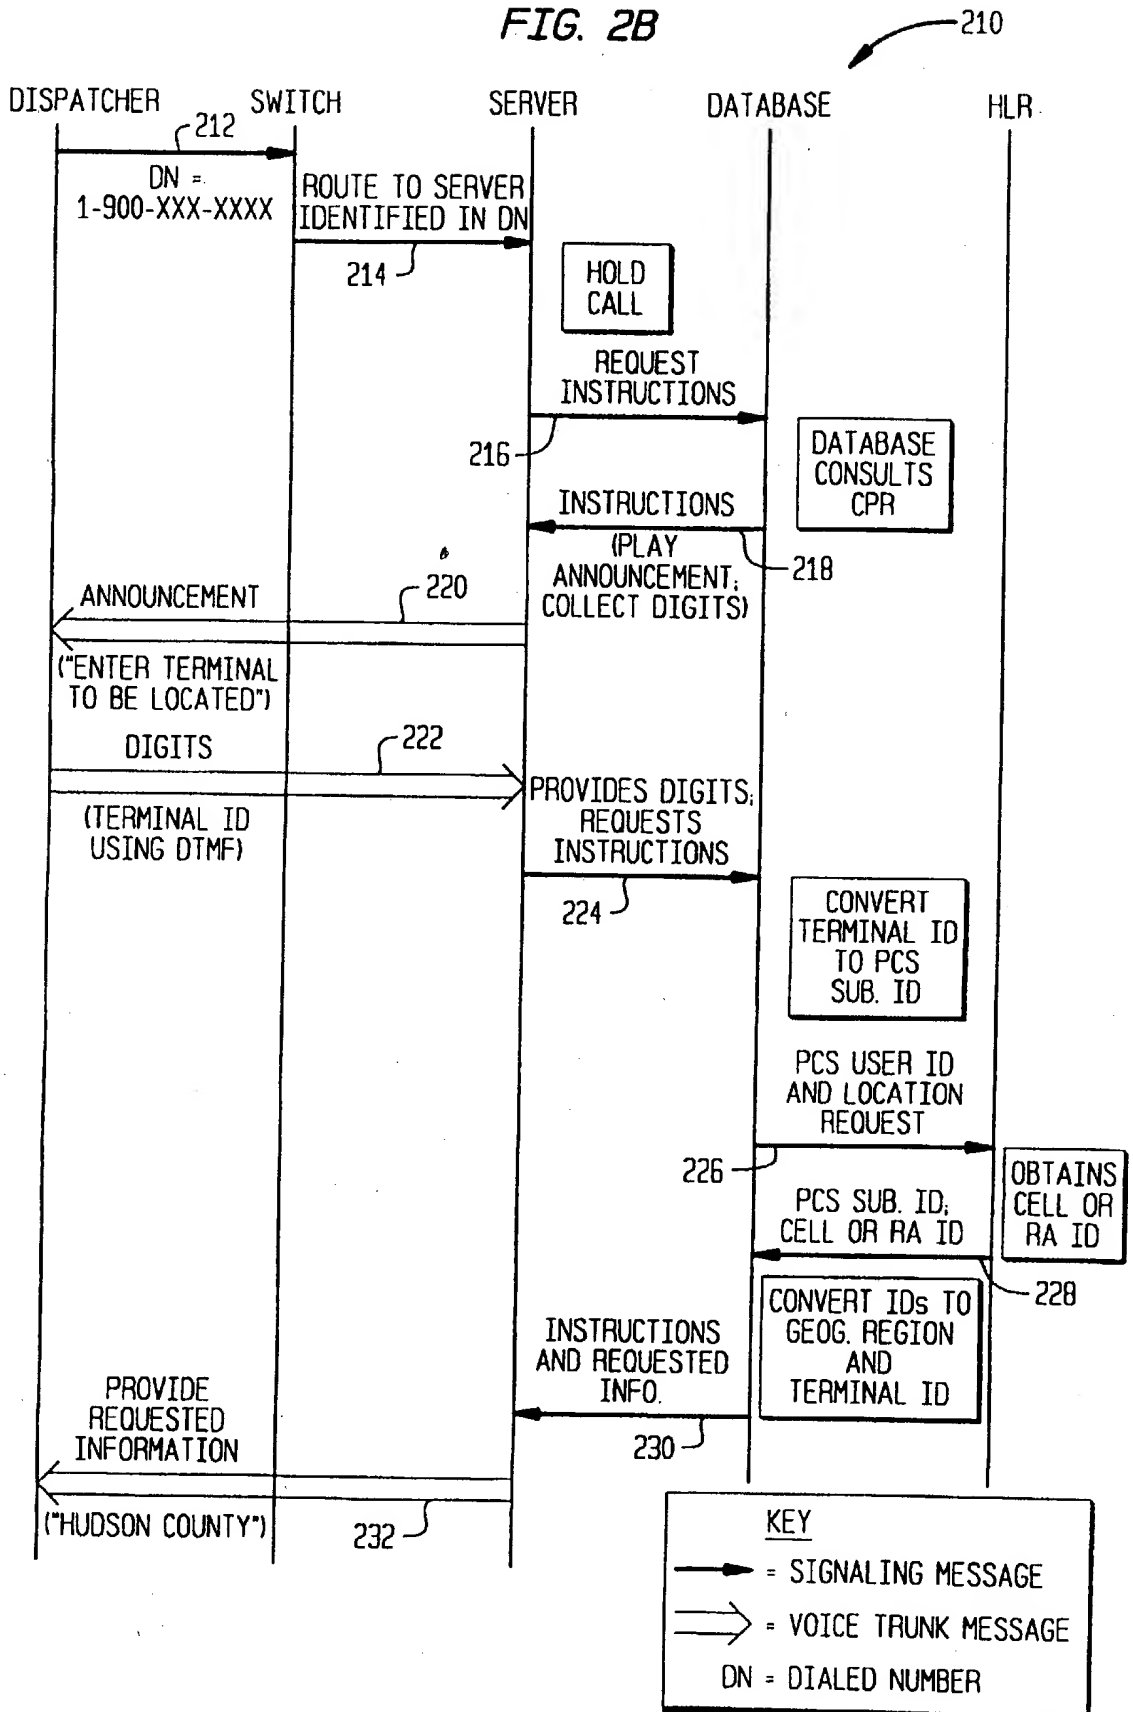 FIG. 2B
210
DISPATCHER
SWITCH
SERVER
DATABASE
HLR
212
DN =
1-900-XXX-XXXX
ROUTE TO SERVER
IDENTIFIED IN DN
214
HOLD
CALL
REQUEST
INSTRUCTIONS
216
DATABASE
CONSULTS
CPR
INSTRUCTIONS
(PLAY
ANNOUNCEMENT;
COLLECT DIGITS)
218
ANNOUNCEMENT
220
("ENTER TERMINAL
TO BE LOCATED")
DIGITS
222
(TERMINAL ID
USING DTMF)
PROVIDES DIGITS;
REQUESTS
INSTRUCTIONS
224
CONVERT
TERMINAL ID
TO PCS
SUB. ID
PCS USER ID
AND LOCATION
REQUEST
226
OBTAINS
CELL OR
RA ID
PCS SUB. ID;
CELL OR RA ID
228
CONVERT IDs TO
GEOG. REGION
AND
TERMINAL ID
INSTRUCTIONS
AND REQUESTED
INFO.
230
PROVIDE
REQUESTED
INFORMATION
("HUDSON COUNTY")
232
KEY
= SIGNALING MESSAGE
= VOICE TRUNK MESSAGE
DN = DIALED NUMBER